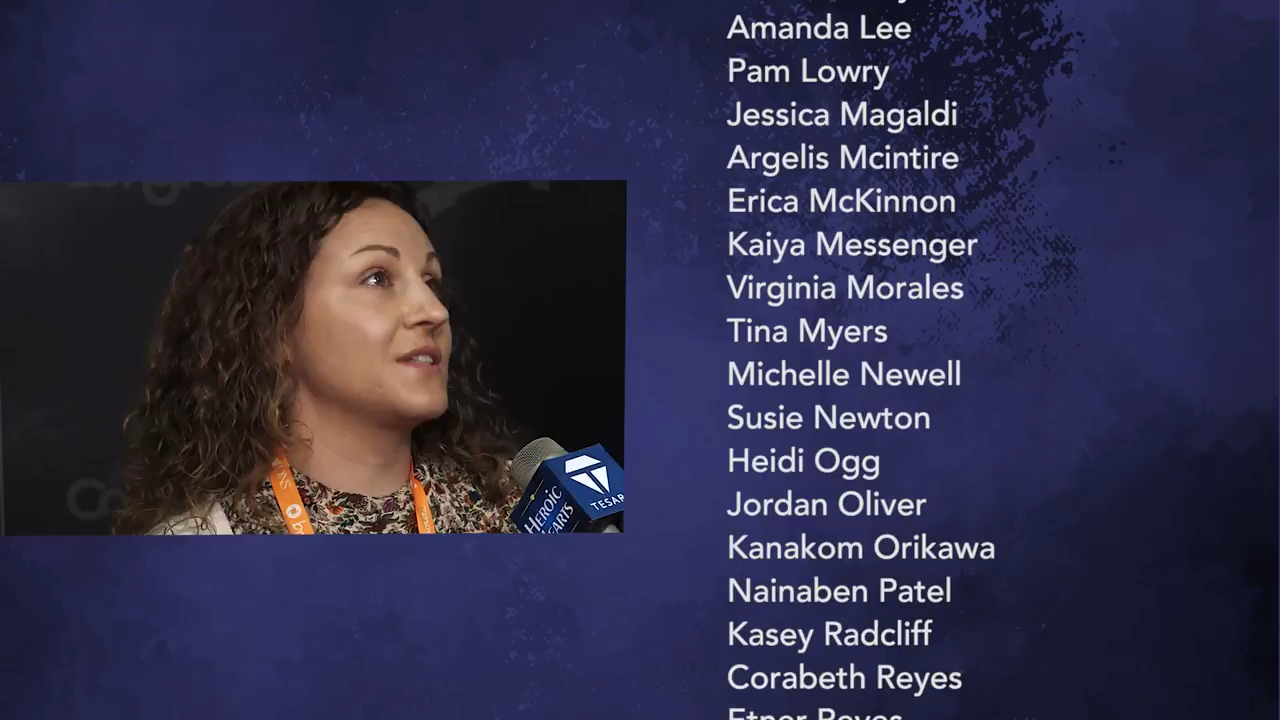 Amanda Lee
Pam Lowry
Jessica Magaldi
Argelis Mcintire
Erica McKinnon
Kaiya Messenger
Virginia Morales
Tina Myers
Michelle Newell
Susie Newton
Heidi Ogg
Jordan Oliver
Kanakom Orikawa
Nainaben Patel
Kasey Radcliff
Corabeth Reyes
HEROIC
TESAR